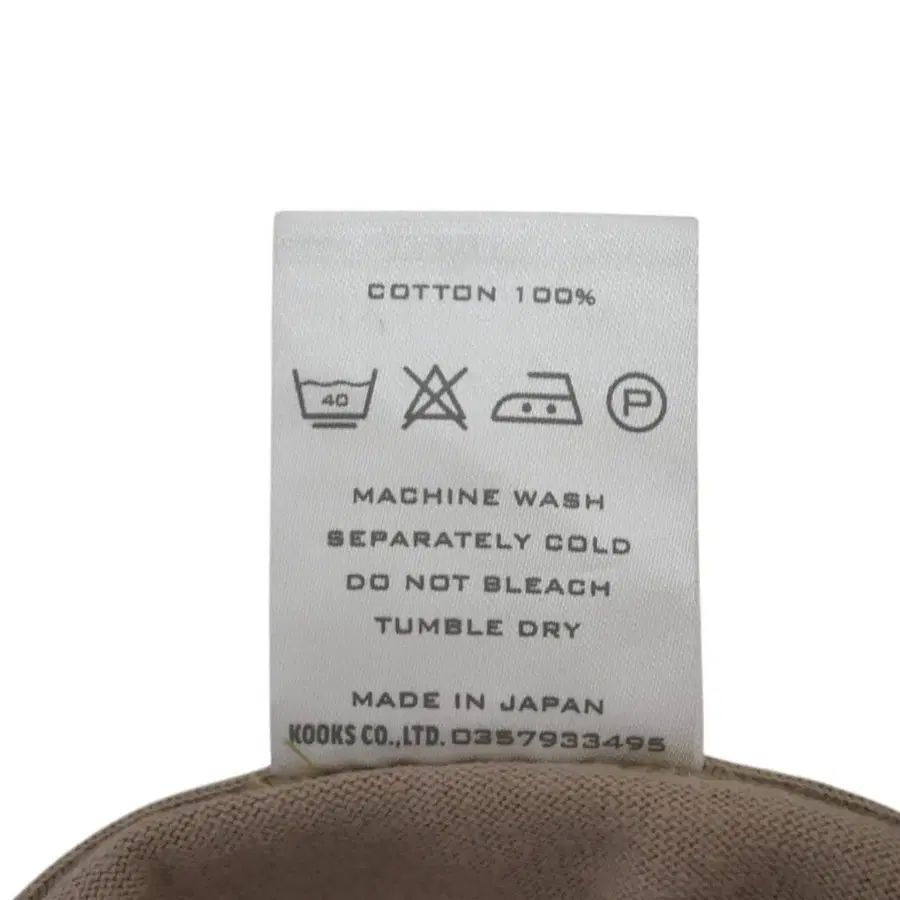 COTTON 100%
40 P
MACHINE WASH
SEPARATELY COLD
DO NOT BLEACH
TUMBLE DRY
MADE IN JAPAN
KOOKS CO.,LTD. 0357933495